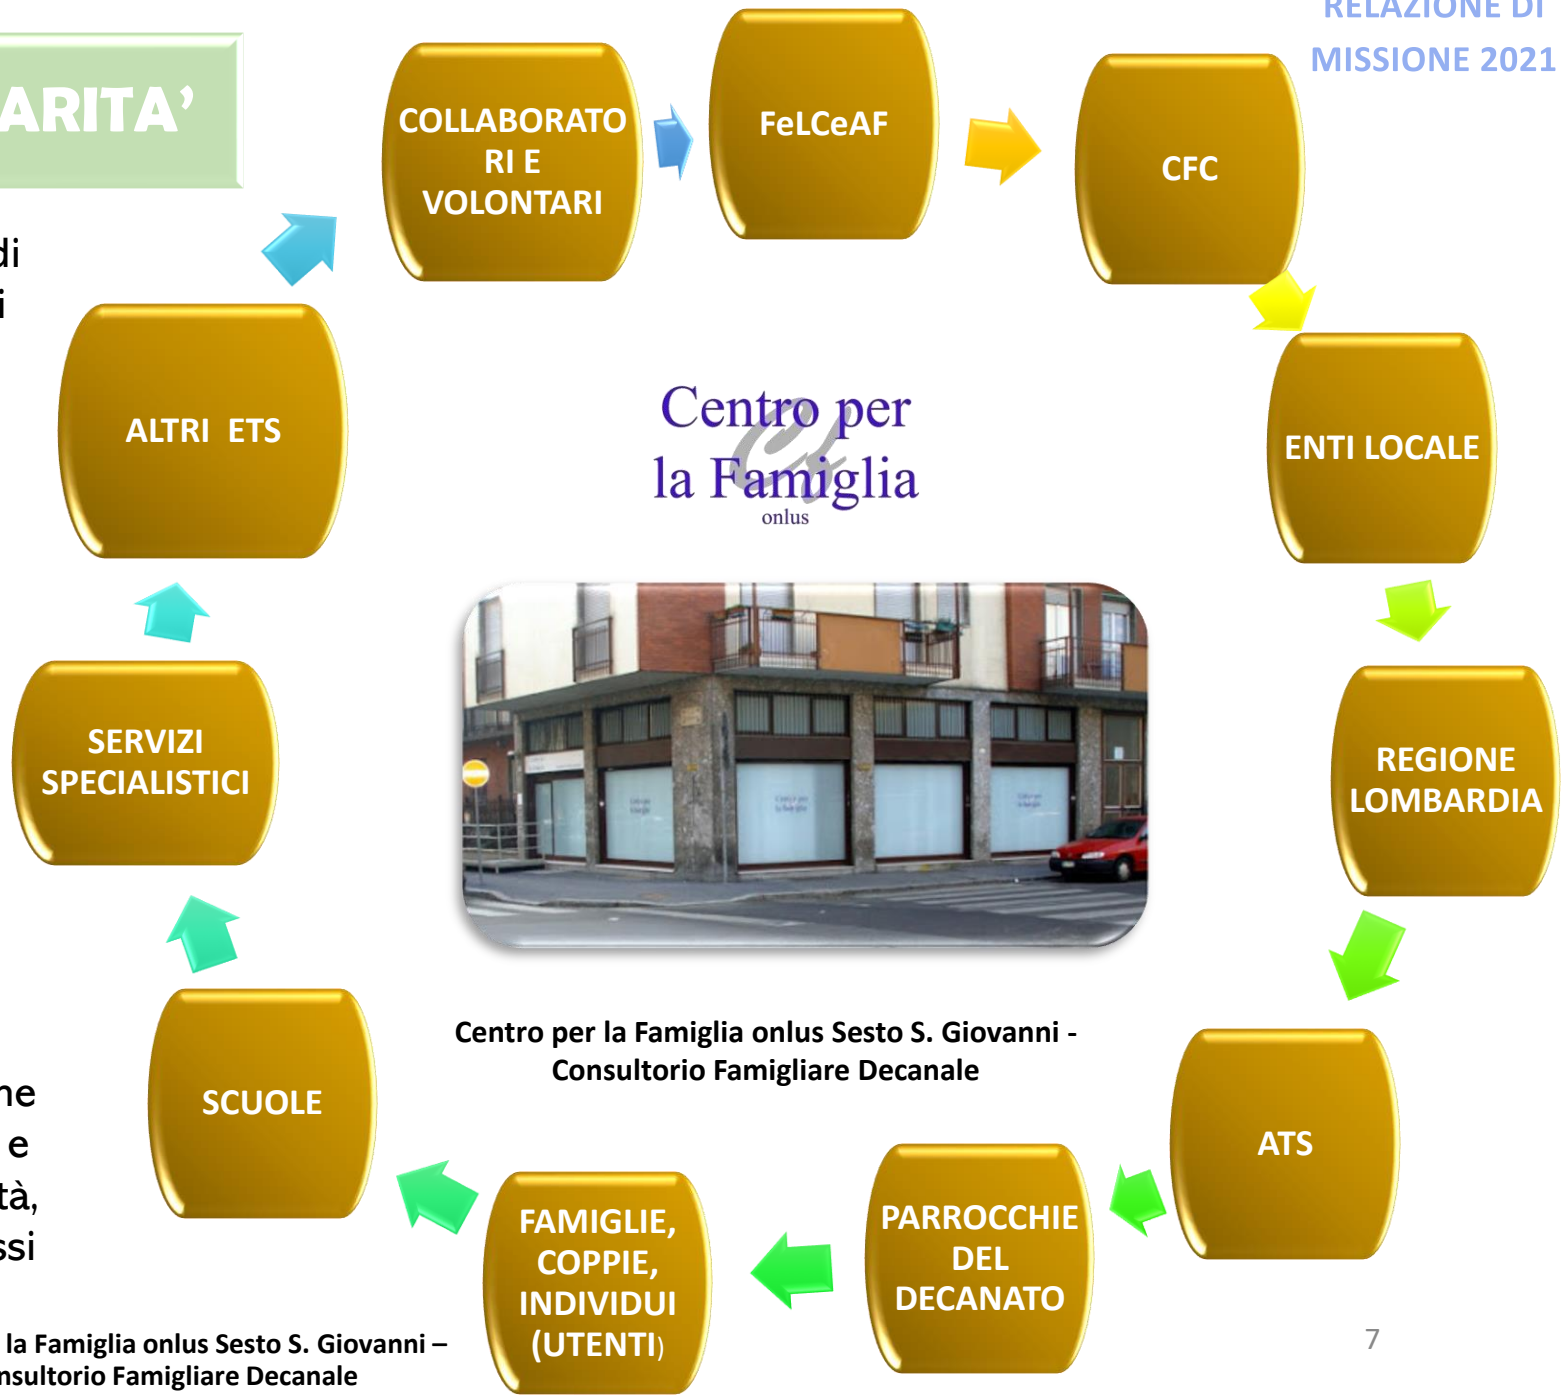 RELAZIONE DI
MISSIONE 2021
ARITA’
di
i
COLLABORATO
RI E
VOLONTARI
FeLCeAF
CFC
ENTI LOCALE
REGIONE
LOMBARDIA
ATS
PARROCCHIE
DEL
DECANATO
FAMIGLIE,
COPPIE,
INDIVIDUI
(UTENTI)
SCUOLE
SERVIZI
SPECIALISTICI
ALTRI ETS
Centro per
la Famiglia
onlus
Centro per la Famiglia onlus Sesto S. Giovanni -
Consultorio Famigliare Decanale
ne
e
tà,
ssi
la Famiglia onlus Sesto S. Giovanni –
nsultorio Famigliare Decanale
7